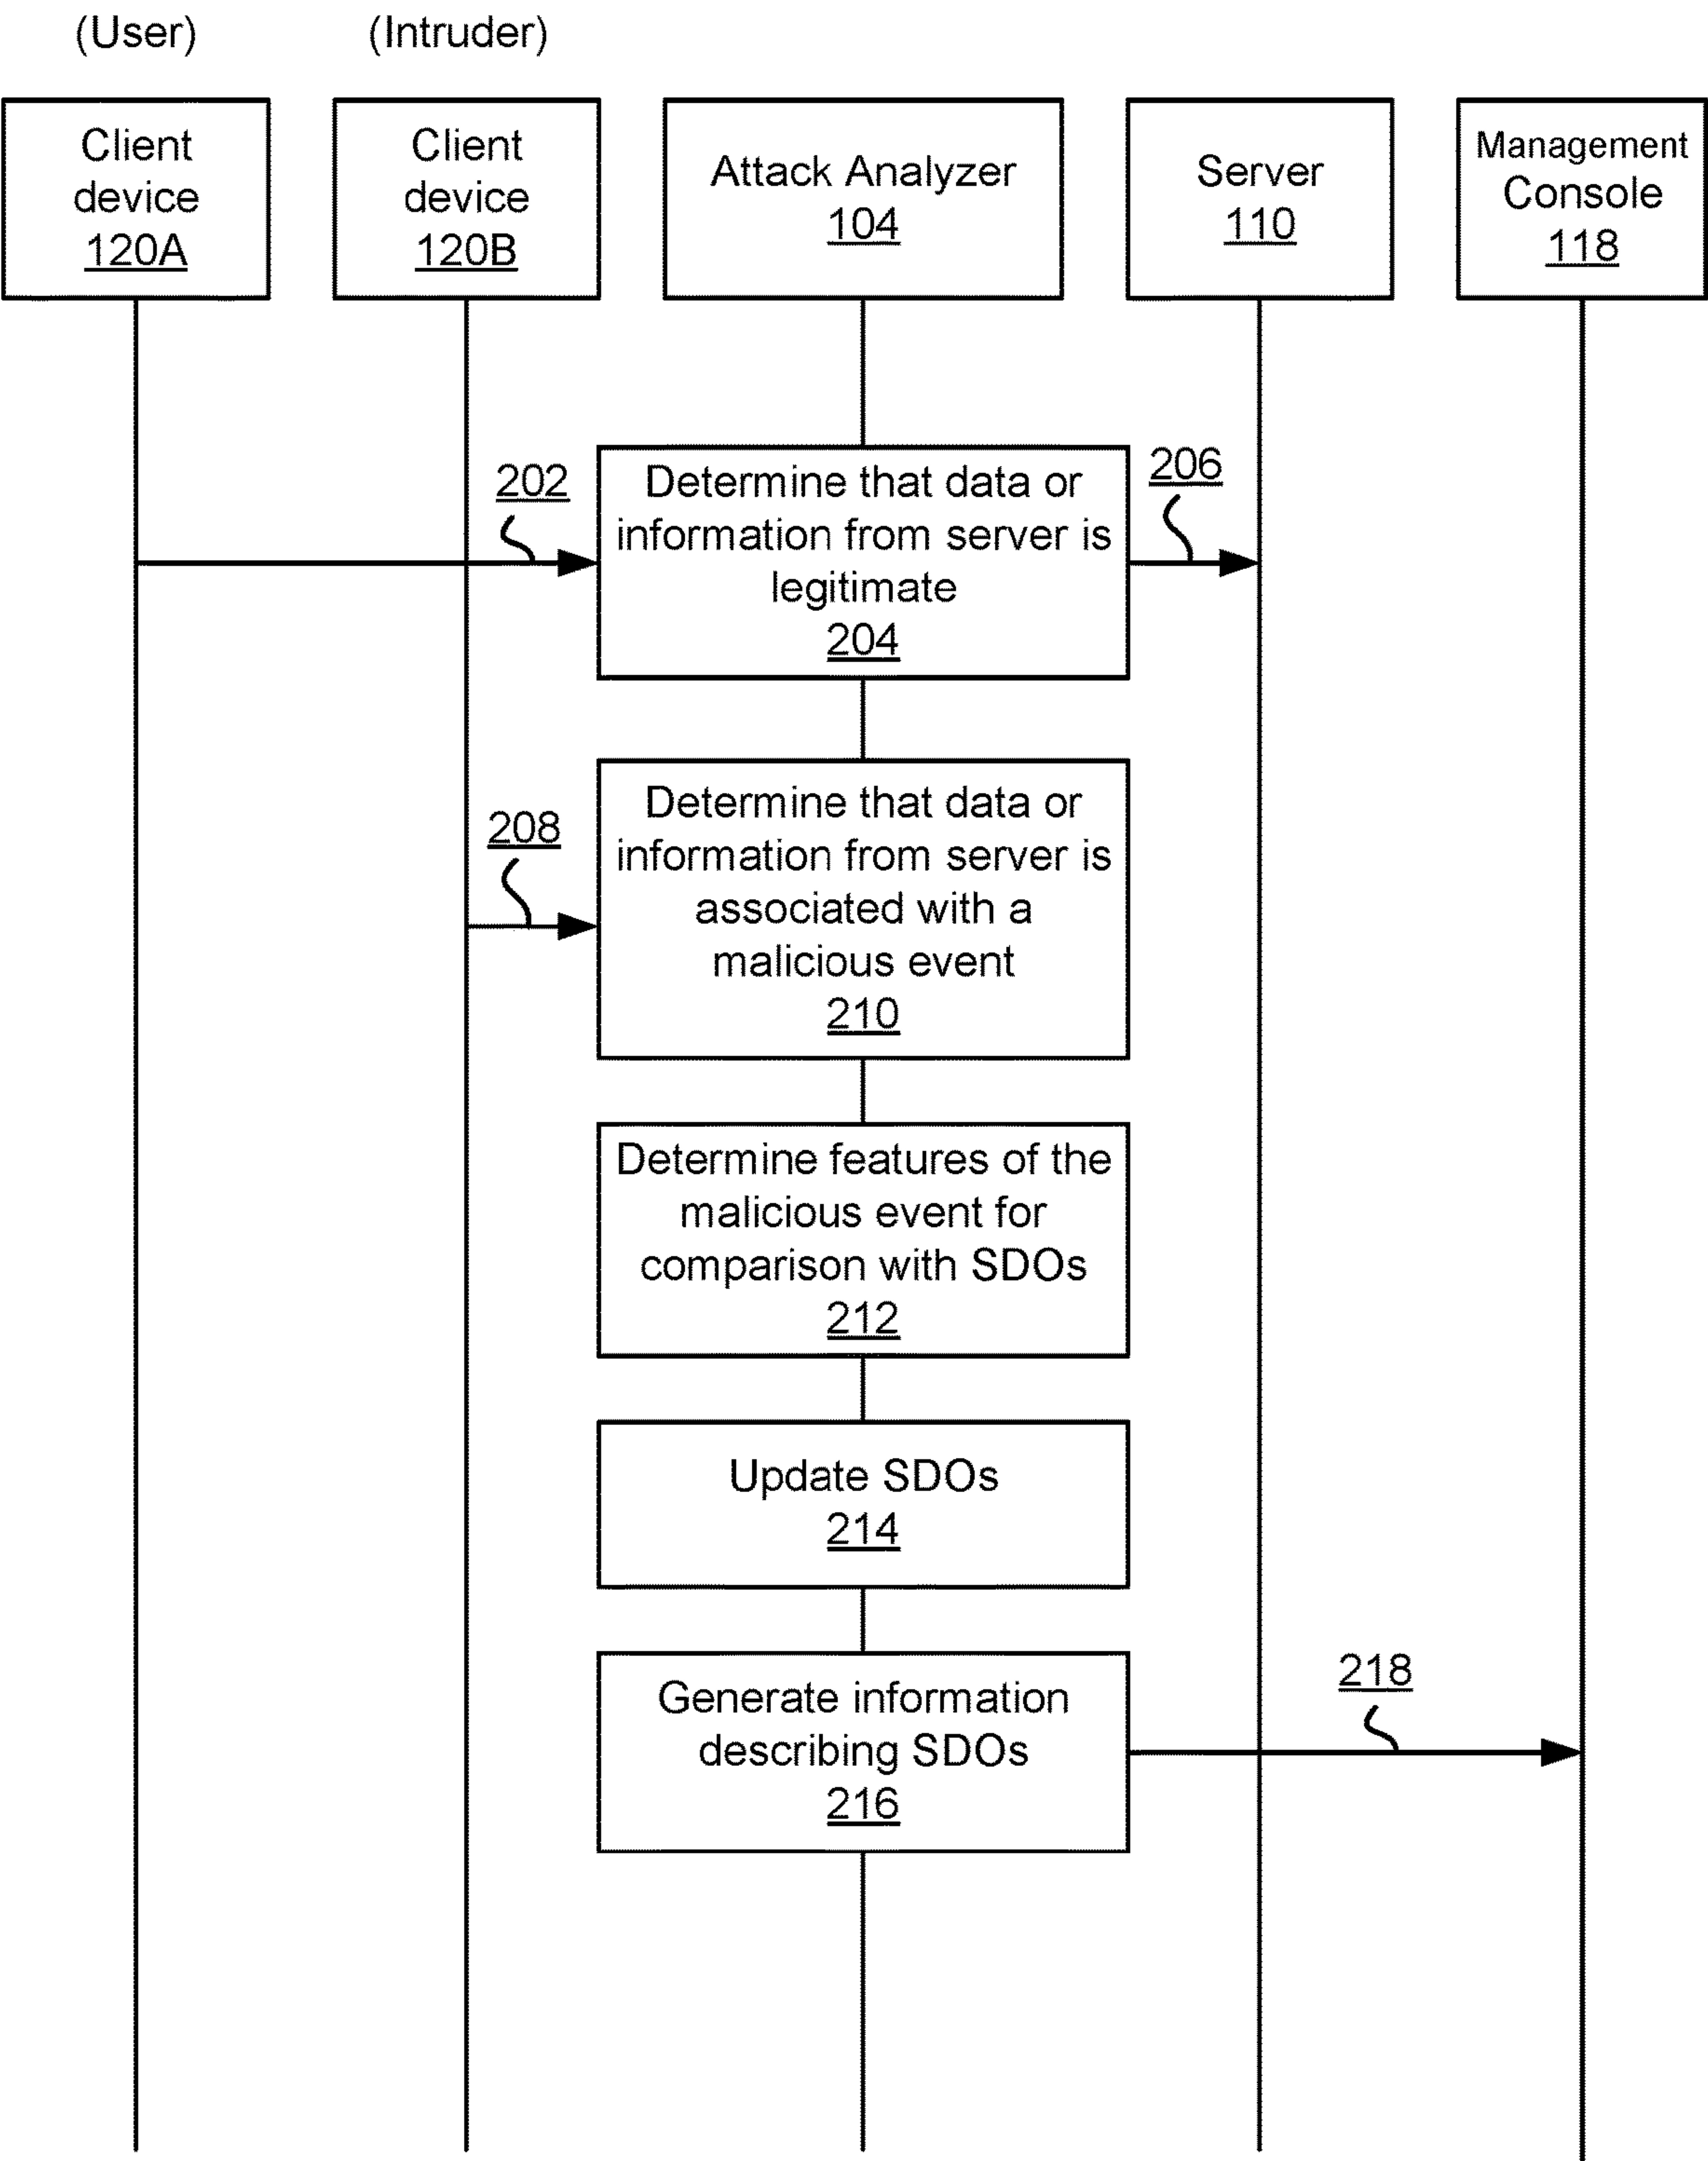 (User)
(Intruder)
Client
device
120A
Client
device
120B
Attack Analyzer
104
Server
110
Management
Console
118
202
Determine that data or
information from server is
legitimate
204
206
208
Determine that data or
information from server is
associated with a
malicious event
210
Determine features of the
malicious event for
comparison with SDOs
212
Update SDOs
214
Generate information
describing SDOs
216
218